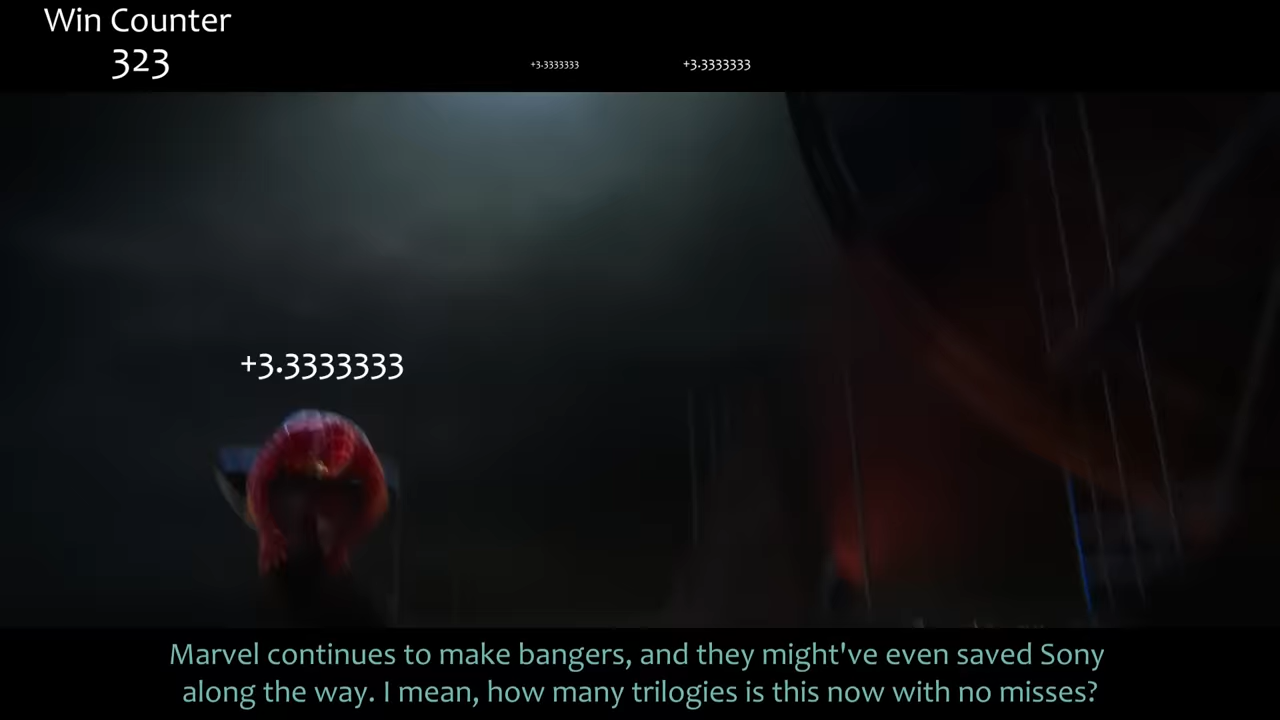 Win Counter
323
+3.3333333
+3.3333333
+3.3333333
Marvel continues to make bangers, and they might've even saved Sony
along the way. I mean, how many trilogies is this now with no misses?